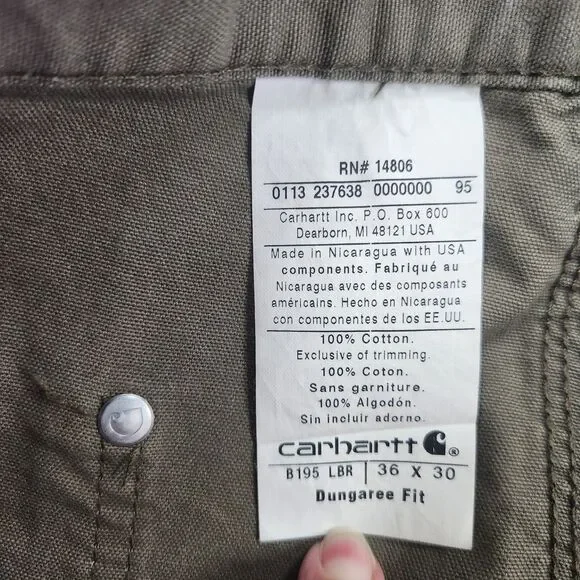 RN# 14806
0113 237638 0000000 95
Carhartt Inc. P.O. Box 600
Dearborn, MI 48121 USA
Made in Nicaragua with USA
components. Fabriqué au
Nicaragua avec des composants
américains. Hecho en Nicaragua
con componentes de los EE.UU.
100% Cotton.
Exclusive of trimming.
100% Coton.
Sans garniture.
100% Algodón.
Sin incluir adorno.
carhartt ®
B195 LBR 36 X 30
Dungaree Fit